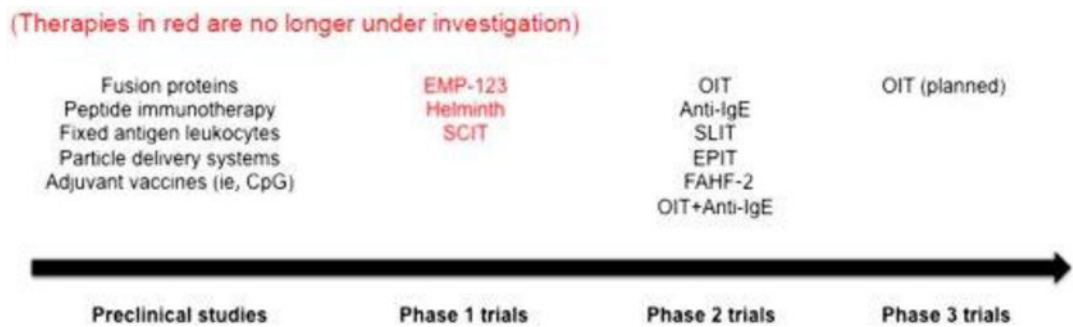 (Therapies in red are no longer under investigation)
Fusion proteins
Peptide immunotherapy
Fixed antigen leukocytes
Particle delivery systems
Adjuvant vaccines (ie, CpG)
EMP-123
Helminth
SCIT
OIT
Anti-IgE
SLIT
EPIT
FAHF-2
OIT+Anti-IgE
OIT (planned)
Preclinical studies
Phase 1 trials
Phase 2 trials
Phase 3 trials